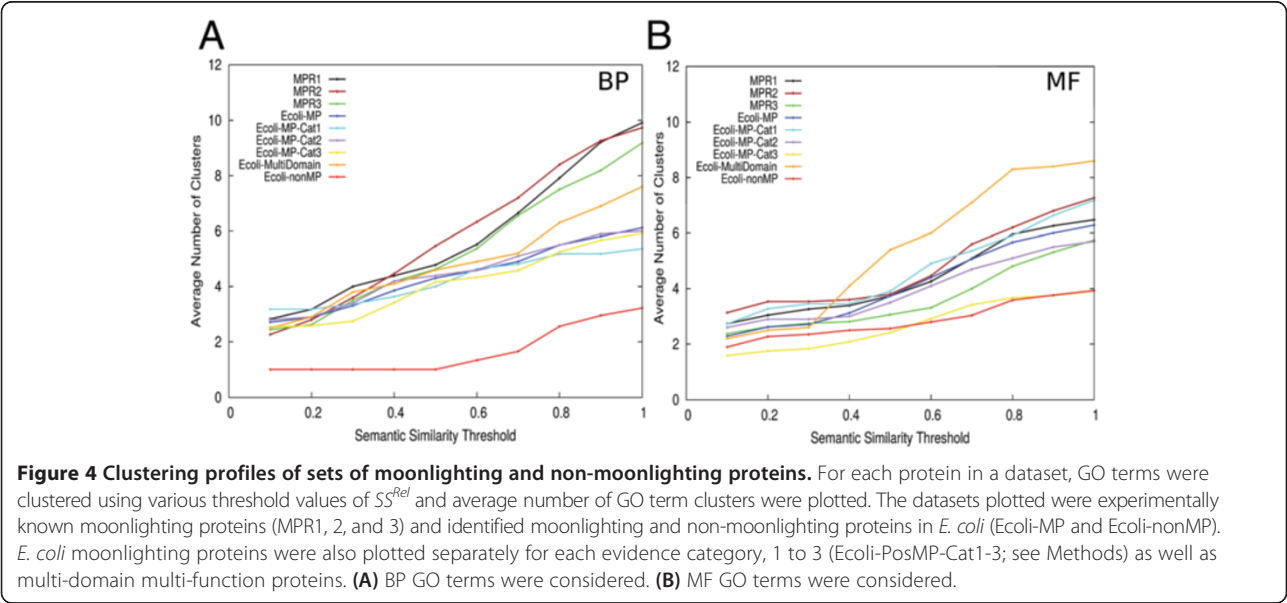 A
B
12
10
8
6
4
2
0
Average Number of Clusters
MPR1
MPR2
MPR3
Ecoli-MP
Ecoli-MP-Cat1
Ecoli-MP-Cat2
Ecoli-MP-Cat3
Ecoli-MultiDomain
Ecoli-nonMP
BP
0 0.2 0.4 0.6 0.8 1
Semantic Similarity Threshold
12
10
8
6
4
2
0
Average Number of Clusters
MPR1
MPR2
MPR3
Ecoli-MP
Ecoli-MP-Cat1
Ecoli-MP-Cat2
Ecoli-MP-Cat3
Ecoli-MultiDomain
Ecoli-nonMP
MF
0 0.2 0.4 0.6 0.8 1
Semantic Similarity Threshold
Figure 4 Clustering profiles of sets of moonlighting and non-moonlighting proteins. For each protein in a dataset, GO terms were
clustered using various threshold values of SS^Rel and average number of GO term clusters were plotted. The datasets plotted were experimentally
known moonlighting proteins (MPR1, 2, and 3) and identified moonlighting and non-moonlighting proteins in E. coli (Ecoli-MP and Ecoli-nonMP).
E. coli moonlighting proteins were also plotted separately for each evidence category, 1 to 3 (Ecoli-PosMP-Cat1-3; see Methods) as well as
multi-domain multi-function proteins. (A) BP GO terms were considered. (B) MF GO terms were considered.